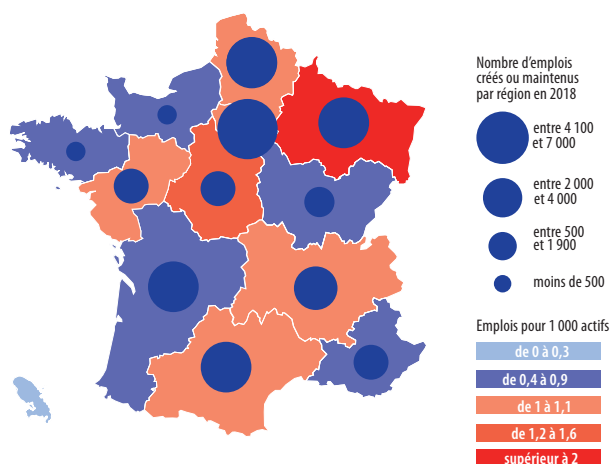 Nombre d'emplois
créés ou maintenus
par région en 2018
entre 4 100
et 7 000
entre 2 000
et 4 000
entre 500
et 1 900
moins de 500
Emplois pour 1 000 actifs
de 0 à 0,3
de 0,4 à 0,9
de 1 à 1,1
de 1,2 à 1,6
supérieur à 2